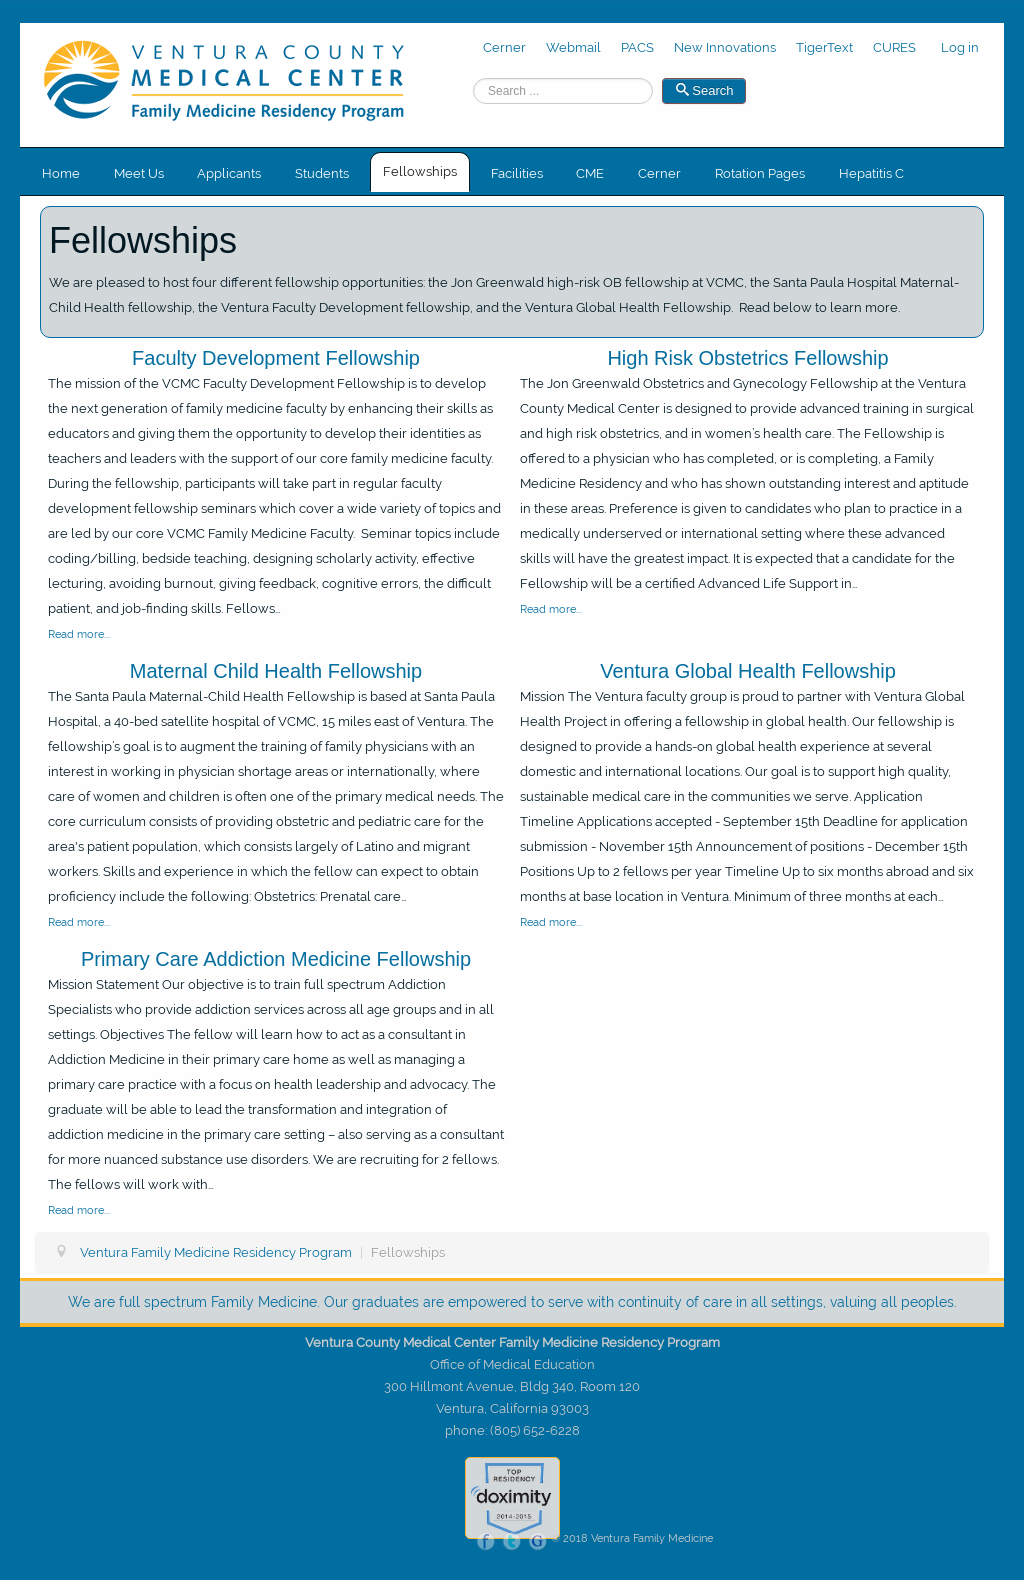 VENTURA COUNTY
MEDICAL CENTER
Family Medicine Residency Program
Cerner Webmail PACS New Innovations TigerText CURES Log in
Search ... Search
Home Meet Us Applicants Students Fellowships Facilities CME Cerner Rotation Pages Hepatitis C
Fellowships
We are pleased to host four different fellowship opportunities: the Jon Greenwald high-risk OB fellowship at VCMC, the Santa Paula Hospital Maternal-
Child Health fellowship, the Ventura Faculty Development fellowship, and the Ventura Global Health Fellowship.  Read below to learn more.
Faculty Development Fellowship
The mission of the VCMC Faculty Development Fellowship is to develop
the next generation of family medicine faculty by enhancing their skills as
educators and giving them the opportunity to develop their identities as
teachers and leaders with the support of our core family medicine faculty.
During the fellowship, participants will take part in regular faculty
development fellowship seminars which cover a wide variety of topics and
are led by our core VCMC Family Medicine Faculty.  Seminar topics include
coding/billing, bedside teaching, designing scholarly activity, effective
lecturing, avoiding burnout, giving feedback, cognitive errors, the difficult
patient, and job-finding skills. Fellows...
Read more...
High Risk Obstetrics Fellowship
The Jon Greenwald Obstetrics and Gynecology Fellowship at the Ventura
County Medical Center is designed to provide advanced training in surgical
and high risk obstetrics, and in women's health care. The Fellowship is
offered to a physician who has completed, or is completing, a Family
Medicine Residency and who has shown outstanding interest and aptitude
in these areas. Preference is given to candidates who plan to practice in a
medically underserved or international setting where these advanced
skills will have the greatest impact. It is expected that a candidate for the
Fellowship will be a certified Advanced Life Support in...
Read more...
Maternal Child Health Fellowship
The Santa Paula Maternal-Child Health Fellowship is based at Santa Paula
Hospital, a 40-bed satellite hospital of VCMC, 15 miles east of Ventura. The
fellowship's goal is to augment the training of family physicians with an
interest in working in physician shortage areas or internationally, where
care of women and children is often one of the primary medical needs. The
core curriculum consists of providing obstetric and pediatric care for the
area's patient population, which consists largely of Latino and migrant
workers. Skills and experience in which the fellow can expect to obtain
proficiency include the following: Obstetrics: Prenatal care...
Read more...
Ventura Global Health Fellowship
Mission The Ventura faculty group is proud to partner with Ventura Global
Health Project in offering a fellowship in global health. Our fellowship is
designed to provide a hands-on global health experience at several
domestic and international locations. Our goal is to support high quality,
sustainable medical care in the communities we serve. Application
Timeline Applications accepted - September 15th Deadline for application
submission - November 15th Announcement of positions - December 15th
Positions Up to 2 fellows per year Timeline Up to six months abroad and six
months at base location in Ventura. Minimum of three months at each...
Read more...
Primary Care Addiction Medicine Fellowship
Mission Statement Our objective is to train full spectrum Addiction
Specialists who provide addiction services across all age groups and in all
settings. Objectives The fellow will learn how to act as a consultant in
Addiction Medicine in their primary care home as well as managing a
primary care practice with a focus on health leadership and advocacy. The
graduate will be able to lead the transformation and integration of
addiction medicine in the primary care setting – also serving as a consultant
for more nuanced substance use disorders. We are recruiting for 2 fellows.
The fellows will work with...
Read more...
Ventura Family Medicine Residency Program | Fellowships
We are full spectrum Family Medicine. Our graduates are empowered to serve with continuity of care in all settings, valuing all peoples.
Ventura County Medical Center Family Medicine Residency Program
Office of Medical Education
300 Hillmont Avenue, Bldg 340, Room 120
Ventura, California 93003
phone: (805) 652-6228
TOP
RESIDENCY
doximity
2014-2015
f t G © 2018 Ventura Family Medicine